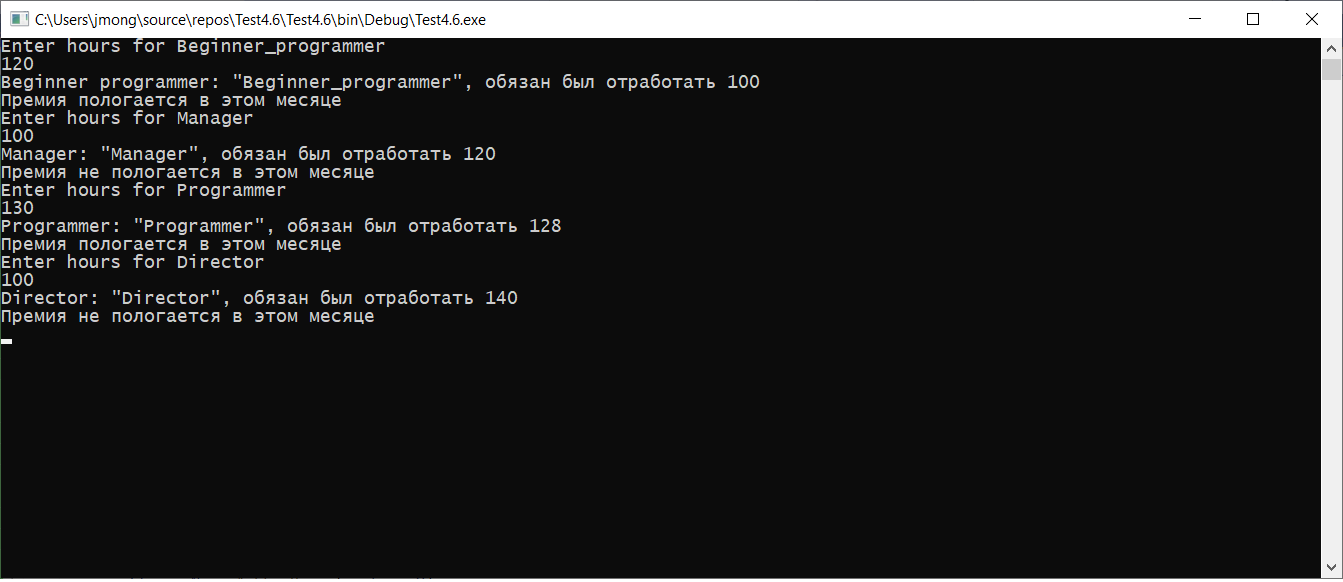 C:\Users\jmong\source\repos\Test4.6\Test4.6\bin\Debug\Test4.6.exe
Enter hours for Beginner_programmer
120
Beginner programmer: "Beginner_programmer", обязан был отработать 100
Премия пологается в этом месяце
Enter hours for Manager
100
Manager: "Manager", обязан был отработать 120
Премия не пологается в этом месяце
Enter hours for Programmer
130
Programmer: "Programmer", обязан был отработать 128
Премия пологается в этом месяце
Enter hours for Director
100
Director: "Director", обязан был отработать 140
Премия не пологается в этом месяце